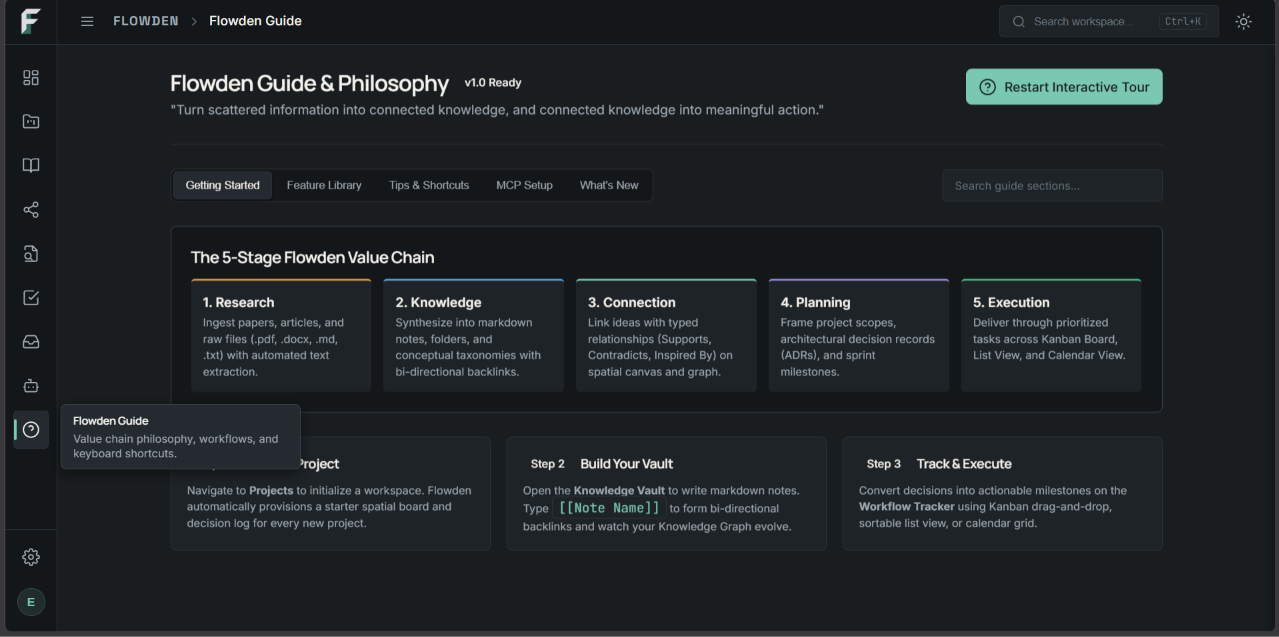 FLOWDEN > Flowden Guide
Search workspace... Ctrl+K
Flowden Guide & Philosophy v1.0 Ready
"Turn scattered information into connected knowledge, and connected knowledge into meaningful action."
Restart Interactive Tour
Getting Started Feature Library Tips & Shortcuts MCP Setup What's New
Search guide sections...
The 5-Stage Flowden Value Chain
1. Research
Ingest papers, articles, and
raw files (.pdf, .docx, .md,
.txt) with automated text
extraction.
2. Knowledge
Synthesize into markdown
notes, folders, and
conceptual taxonomies with
bi-directional backlinks.
3. Connection
Link ideas with typed
relationships (Supports,
Contradicts, Inspired By) on
spatial canvas and graph.
4. Planning
Frame project scopes,
architectural decision records
(ADRs), and sprint
milestones.
5. Execution
Deliver through prioritized
tasks across Kanban Board,
List View, and Calendar View.
Flowden Guide
Value chain philosophy, workflows, and
keyboard shortcuts.
Project
Navigate to Projects to initialize a workspace. Flowden
automatically provisions a starter spatial board and
decision log for every new project.
Step 2 Build Your Vault
Open the Knowledge Vault to write markdown notes.
Type [[Note Name]] to form bi-directional
backlinks and watch your Knowledge Graph evolve.
Step 3 Track & Execute
Convert decisions into actionable milestones on the
Workflow Tracker using Kanban drag-and-drop,
sortable list view, or calendar grid.
E